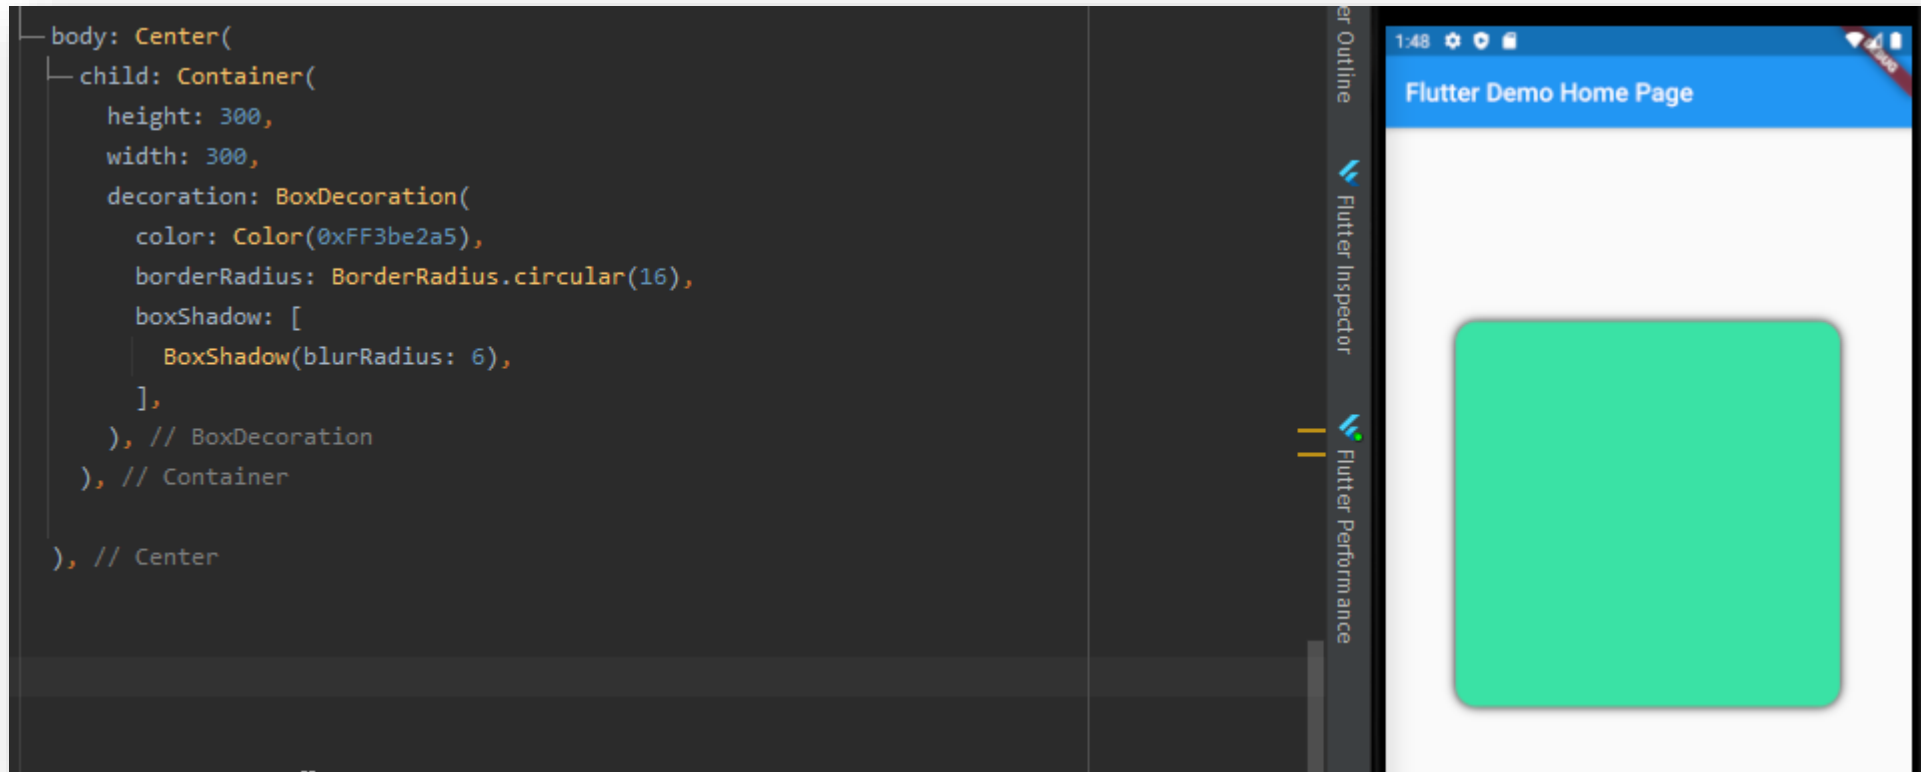 body: Center(
child: Container(
height: 300,
width: 300,
decoration: BoxDecoration(
color: Color(0xFF3be2a5),
borderRadius: BorderRadius.circular(16),
boxShadow: [
BoxShadow(blurRadius: 6),
],
), // BoxDecoration
), // Container
), // Center
er Outline
Flutter Inspector
Flutter Performance
1:48
Flutter Demo Home Page